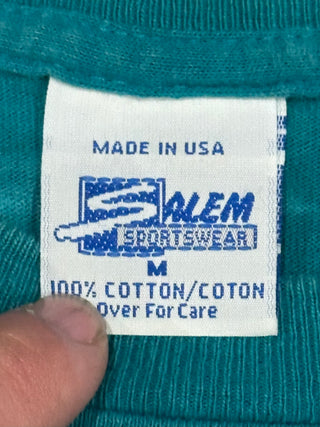 MADE IN USA
SALEM
SPORTSWEAR
M
100% COTTON/COTON
Over For Care